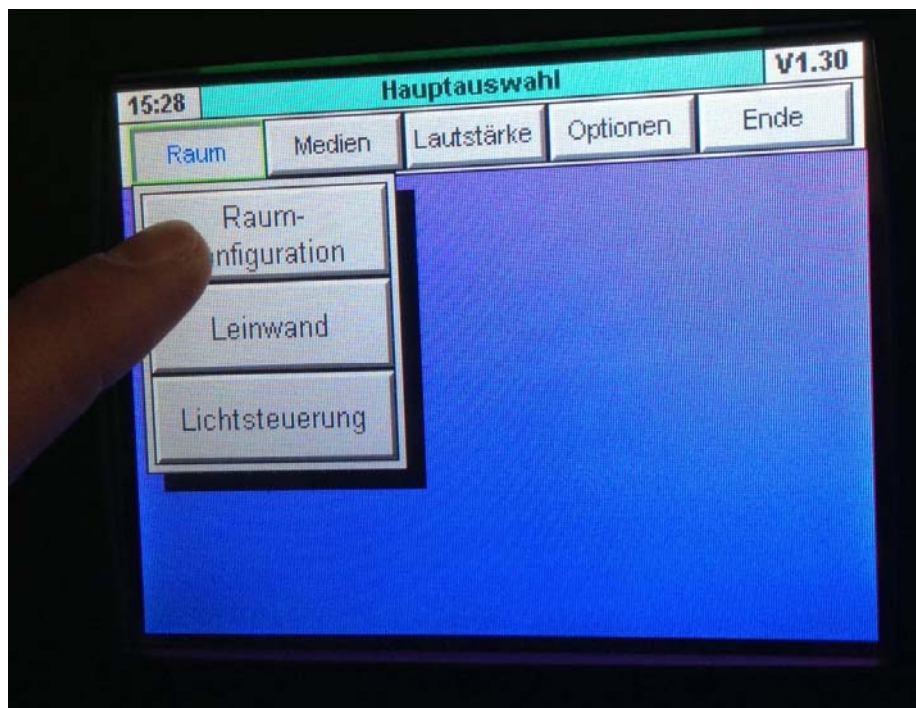 15:28 Hauptauswahl V1.30
Raum Medien Lautstärke Optionen Ende
Raum-
nfiguration
Leinwand
Lichtsteuerung